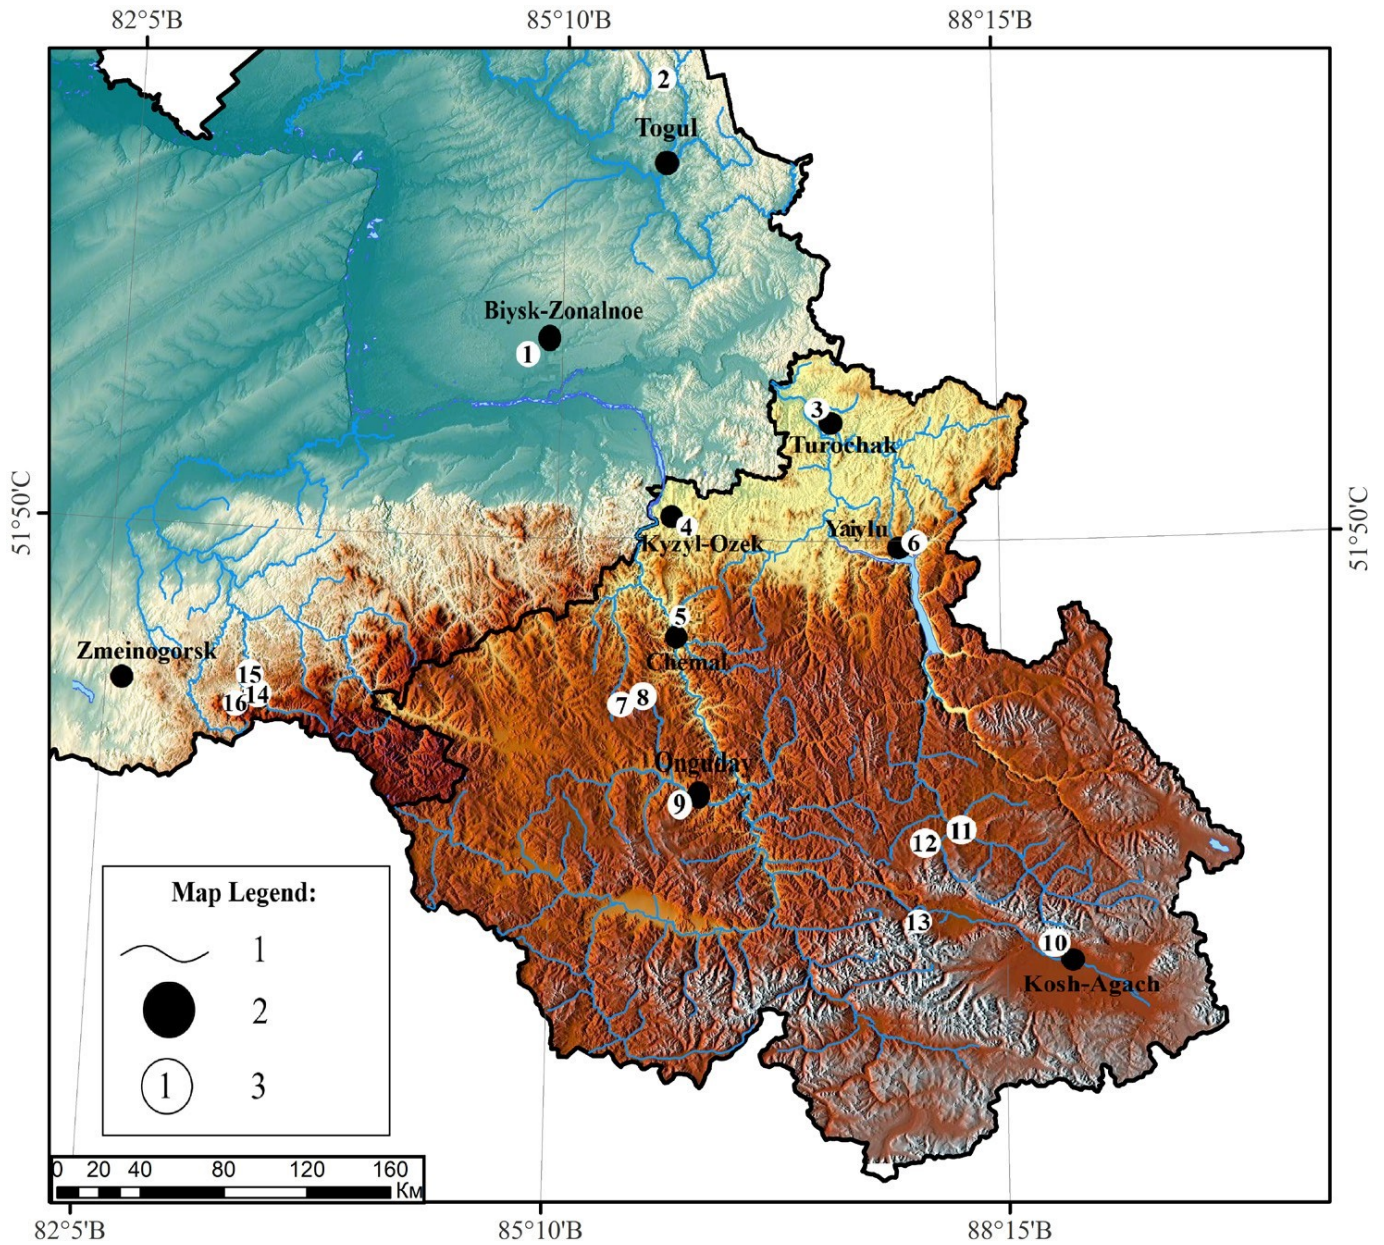 82°5'В 85°10'В 88°15'В
2
Togul
Biysk-Zonalnoe
1
3
Turochak
51°50'С
4
Kyzyl-Ozek
Yaiylu
6
51°50'С
5
Chemal
Zmeinogorsk
15
14
16
7
8
Onguday
9
11
12
13
10
Kosh-Agach
Map Legend:
1
2
1 3
0 20 40 80 120 160
Км
82°5'В 85°10'В 88°15'В